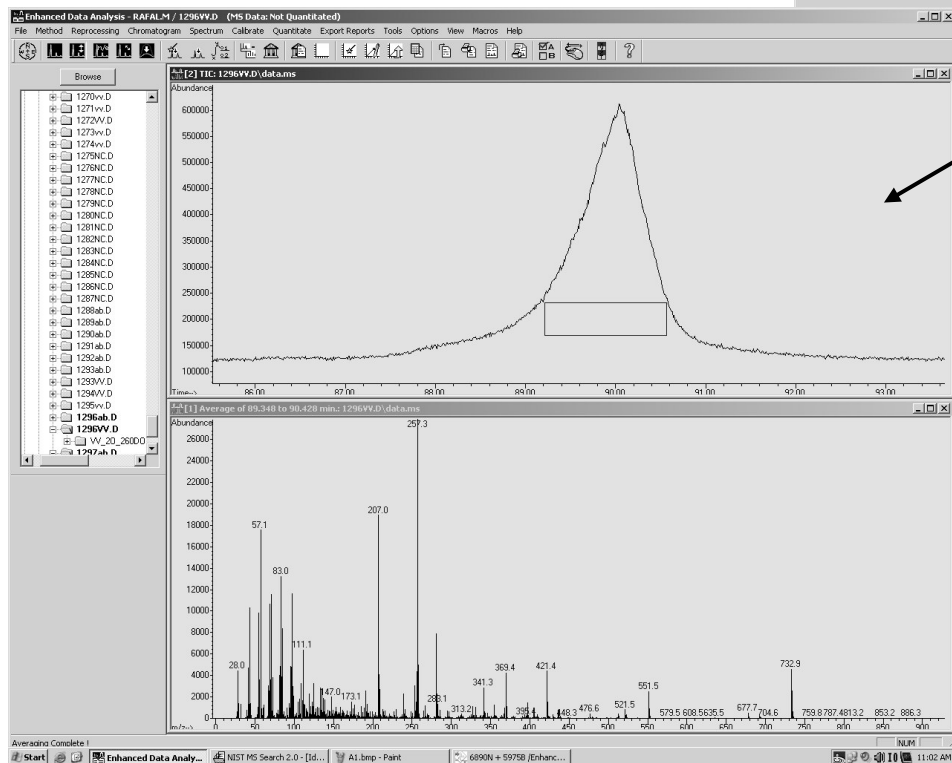 Enhanced Data Analysis - RAFAL.M / 1296VV.D (MS Data: Not Quantitated)
File Method Reprocessing Chromatogram Spectrum Calibrate Quantitate Export Reports Tools Options View Macros Help
Browse
1270vv.D
1271vv.D
1272VV.D
1273vv.D
1274vv.D
1275NC.D
1276NC.D
1277NC.D
1278NC.D
1279NC.D
1280NC.D
1281NC.D
1282NC.D
1283NC.D
1284NC.D
1285NC.D
1286NC.D
1287NC.D
1288ab.D
1289ab.D
1290ab.D
1291ab.D
1292ab.D
1293ab.D
1293VV.D
1294VV.D
1295vv.D
1296ab.D
1296VV.D
VV_20_260DO
1297ab.D
[2] TIC: 1296VV.D\data.ms
Abundance
600000
550000
500000
450000
400000
350000
300000
250000
200000
150000
100000
Time--> 86.00 87.00 88.00 89.00 90.00 91.00 92.00 93.00
[1] Average of 89.348 to 90.428 min.: 1296VV.D\data.ms
Abundance
26000
24000
22000
20000
18000
16000
14000
12000
10000
8000
6000
4000
2000
0
257.3
207.0
57.1
83.0
111.1
28.0
147.0
173.1
283.1
313.2
341.3
369.4
421.4
476.6
521.5
551.5
677.7
732.9
579.5 608.5 635.5
704.6
759.8 787.4 813.2
853.2
886.3
m/z--> 50 100 150 200 250 300 350 400 450 500 550 600 650 700 750 800 850 900
Averaging Complete !
NUM
Start
Enhanced Data Analy...
NIST MS Search 2.0 - [Id...
A1.bmp - Paint
6890N + 5975B /Enhanc...
11:02 AM